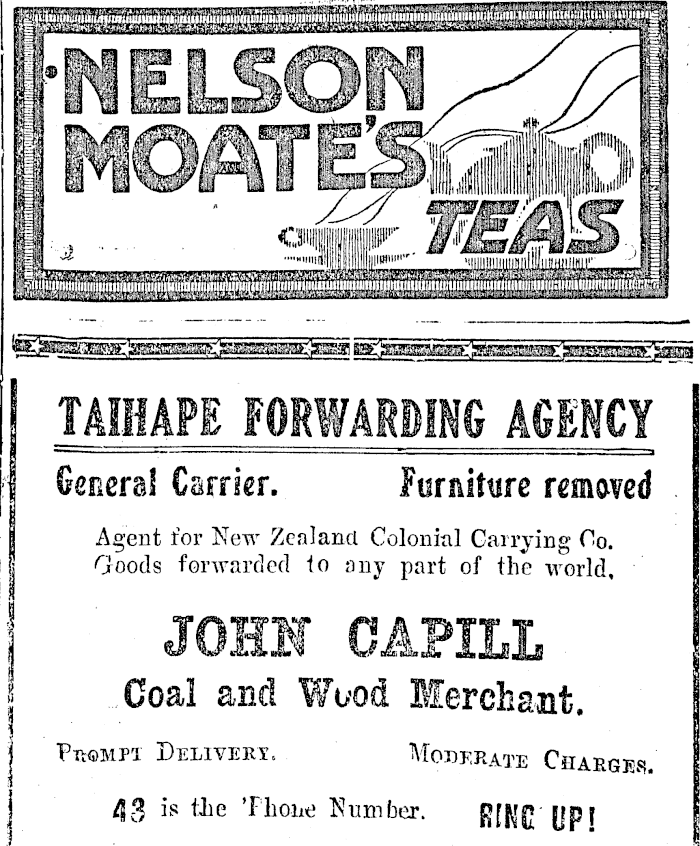 NELSON
MOATE'S
TEAS
TAIHAPE FORWARDING AGENCY
General Carrier. Furniture removed
Agent for New Zealand Colonial Carrying Co.
Goods forwarded to any part of the world.
JOHN CAPILL
Coal and Wood Merchant.
PROMPT DELIVERY. MODERATE CHARGES.
43 is the 'Phone Number. RING UP!